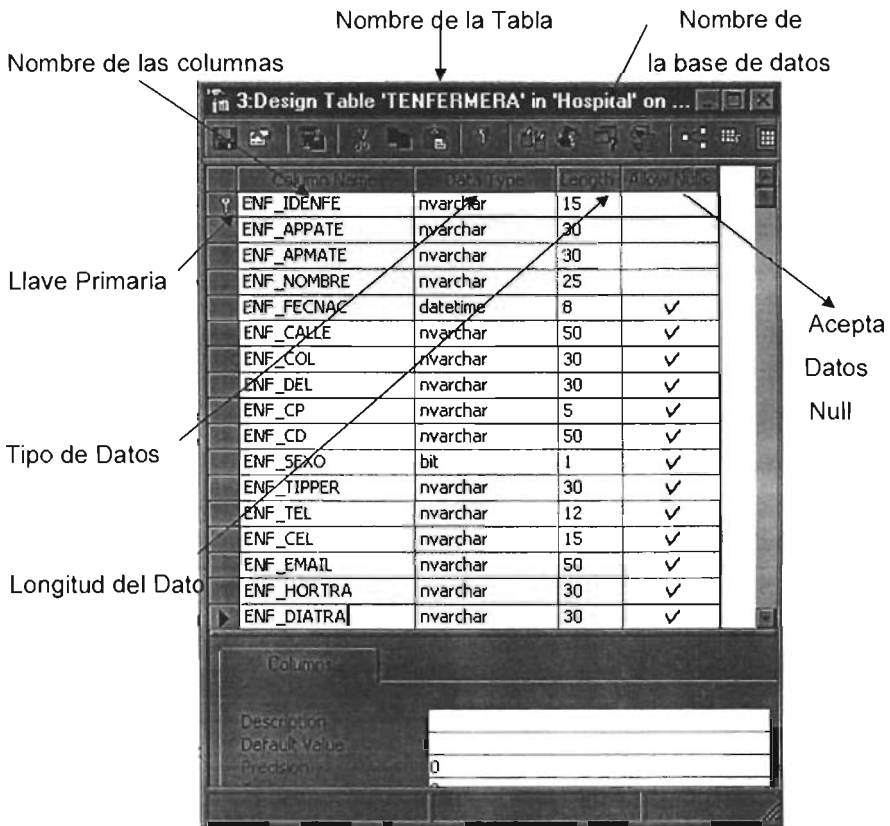 Nombre de la Tabla
Nombre de
la base de datos
Nombre de las columnas
3:Design Table 'TENFERMERA' in 'Hospital' on ...
Column Name Data Type Length Allow Nulls
ENF_IDENFE nvarchar 15
ENF_APPATE nvarchar 30
ENF_APMATE nvarchar 30
ENF_NOMBRE nvarchar 25
ENF_FECNAC datetime 8 ✓
ENF_CALLE nvarchar 50 ✓
ENF_COL nvarchar 30 ✓
ENF_DEL nvarchar 30 ✓
ENF_CP nvarchar 5 ✓
ENF_CD nvarchar 50 ✓
ENF_SEXO bit 1 ✓
ENF_TIPPER nvarchar 30 ✓
ENF_TEL nvarchar 12 ✓
ENF_CEL nvarchar 15 ✓
ENF_EMAIL nvarchar 50 ✓
ENF_HORTRA nvarchar 30 ✓
ENF_DIATRA nvarchar 30 ✓
Llave Primaria
Tipo de Datos
Longitud del Dato
Acepta
Datos
Null
Columns
Description
Default Value
Precision 0